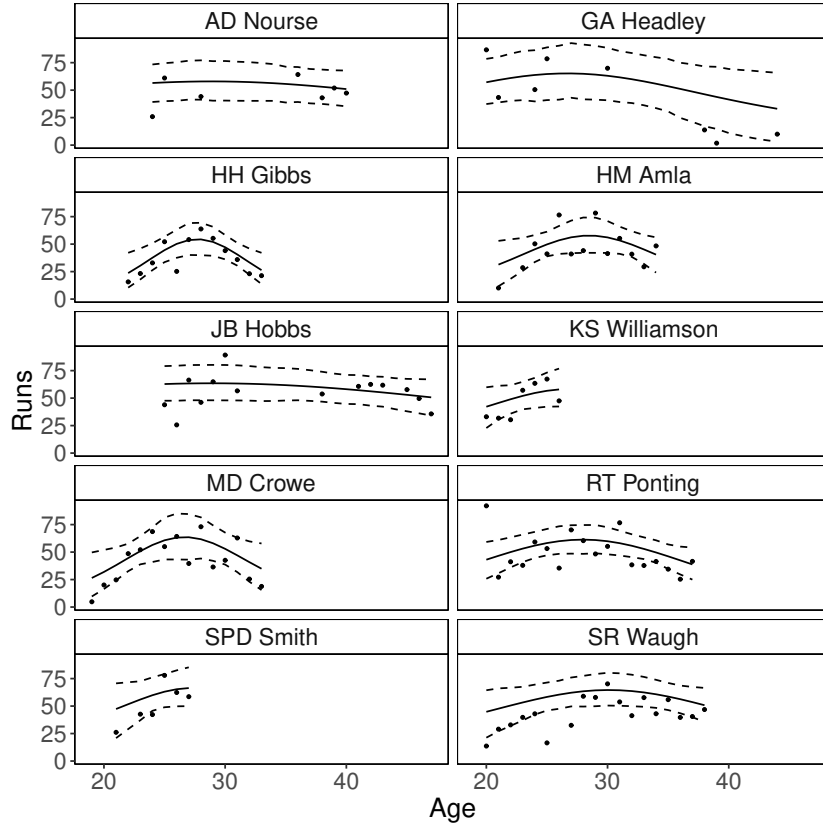 AD Nourse
GA Headley
75
50
25
0
HH Gibbs
HM Amla
75
50
25
0
JB Hobbs
KS Williamson
75
50
25
0
MD Crowe
RT Ponting
75
50
25
0
SPD Smith
SR Waugh
75
50
25
0
20
30
40
20
30
40
Runs
Age